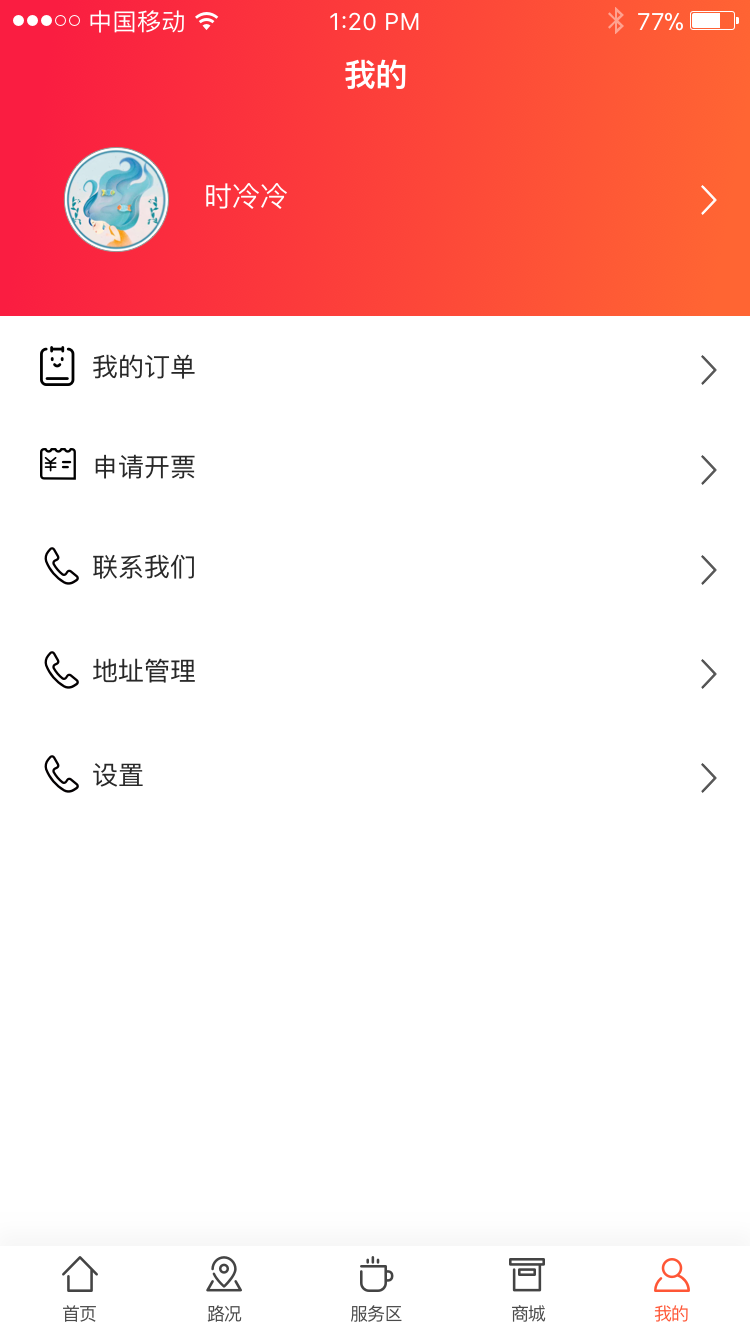 中国移动 1:20 PM 77%
我的
时冷冷
我的订单
申请开票
联系我们
地址管理
设置
首页 路况 服务区 商城 我的